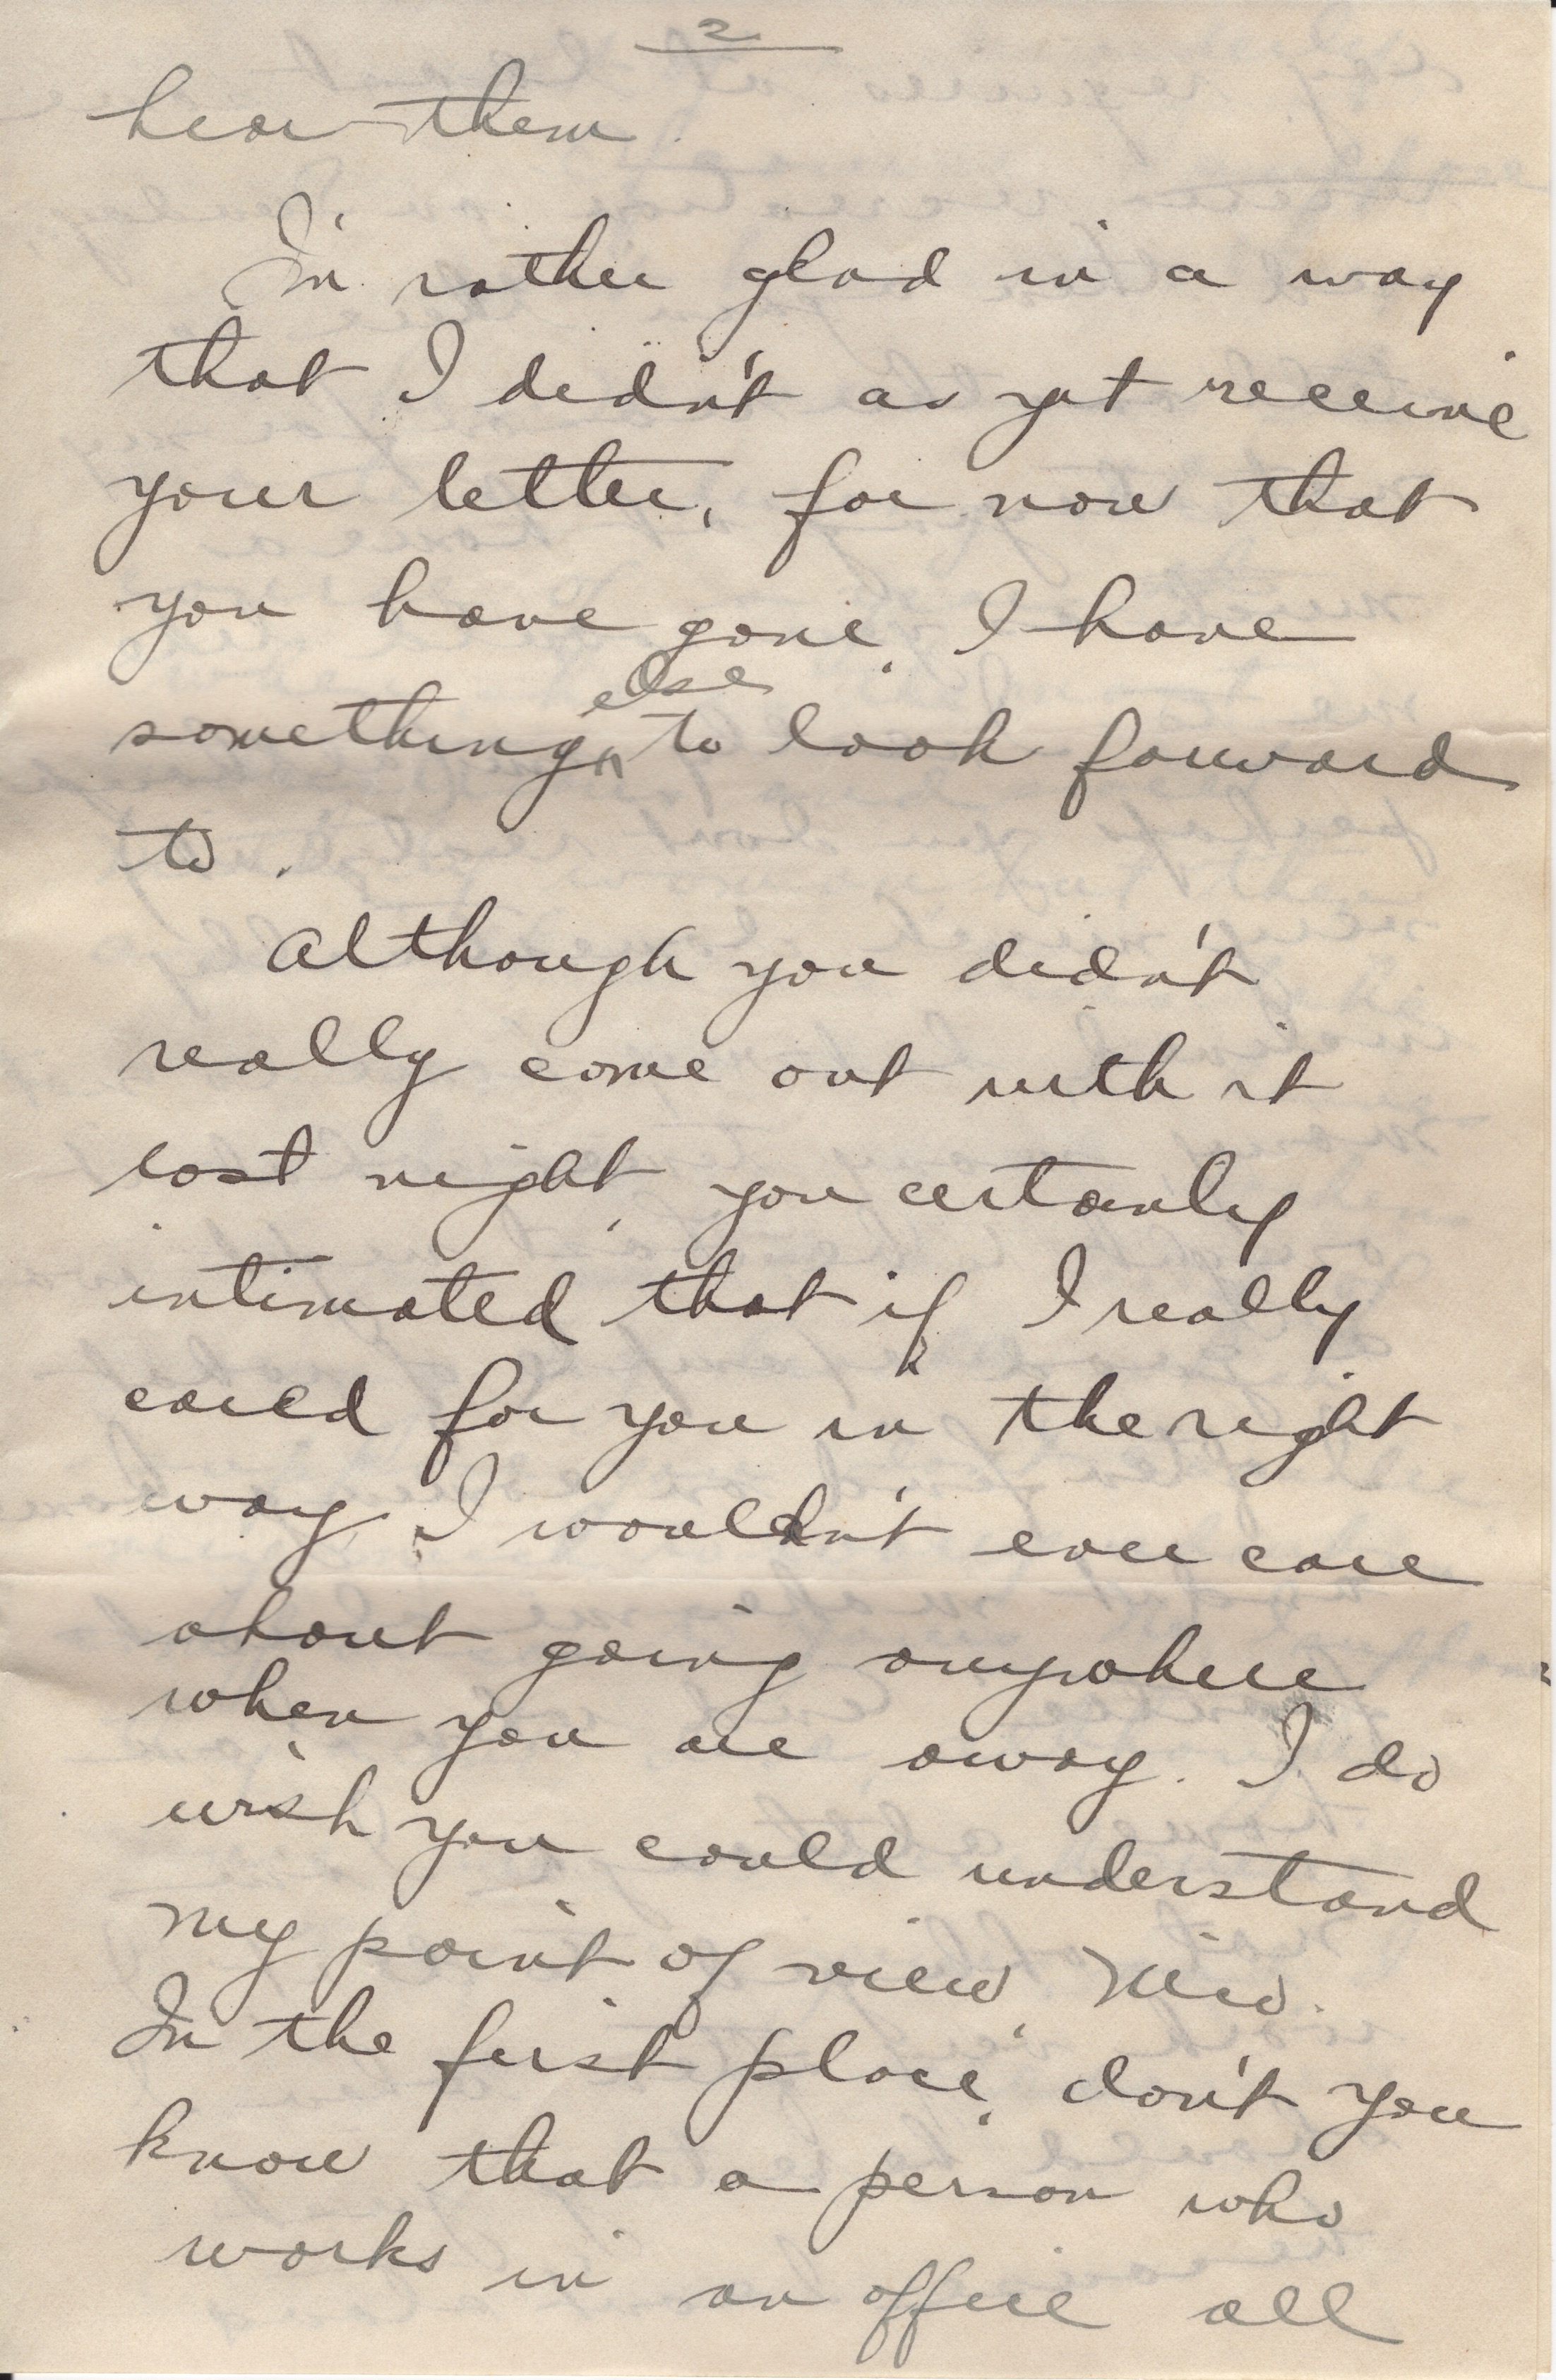 2
hear them.
I'm rather glad in a way
that I didn't as yet receive
your letter, for now that
you have gone, I have
something else to look forward
to.
Although you didn't
really come out with it
last night, you certainly
intimated that if I really
cared for you in the right
way, I wouldn't ever care
about going anywhere
when you are away. I do
wish you could understand
my point of view,
In the first place, don't you
know that a person who
works in an office all